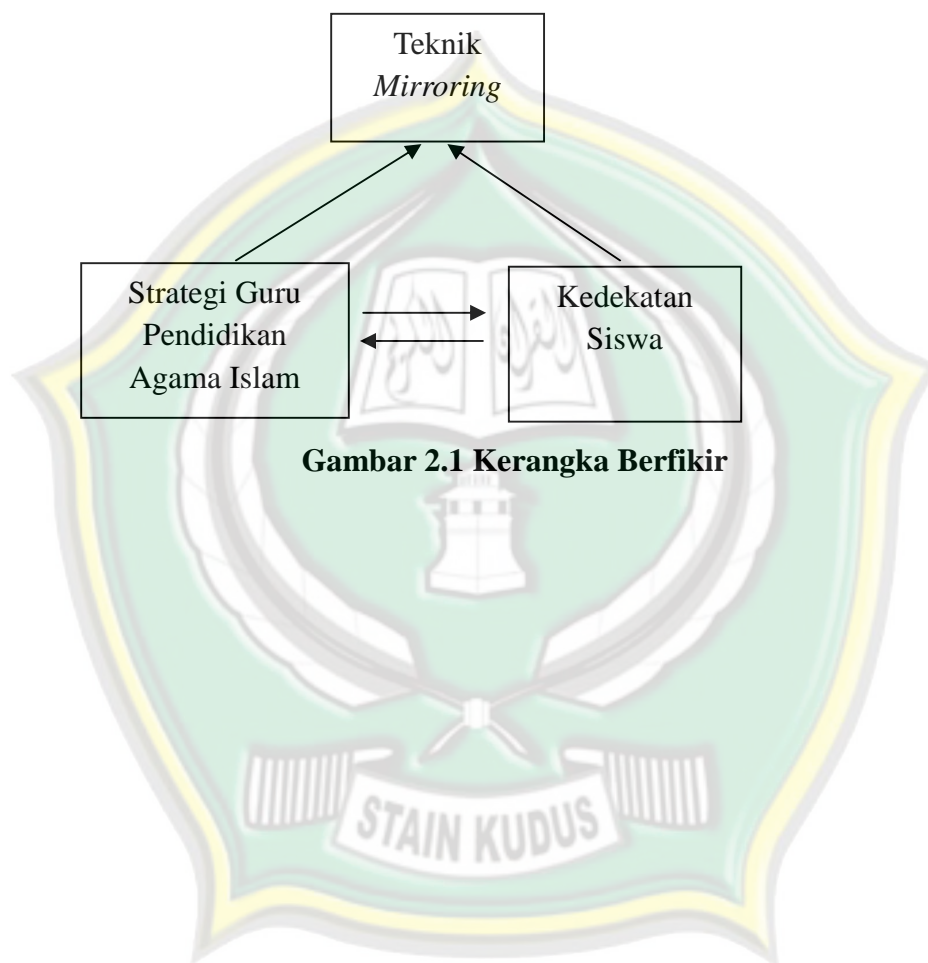 Teknik
Mirroring
Strategi Guru
Pendidikan
Agama Islam
Kedekatan
Siswa
Gambar 2.1 Kerangka Berfikir
STAIN KUDUS